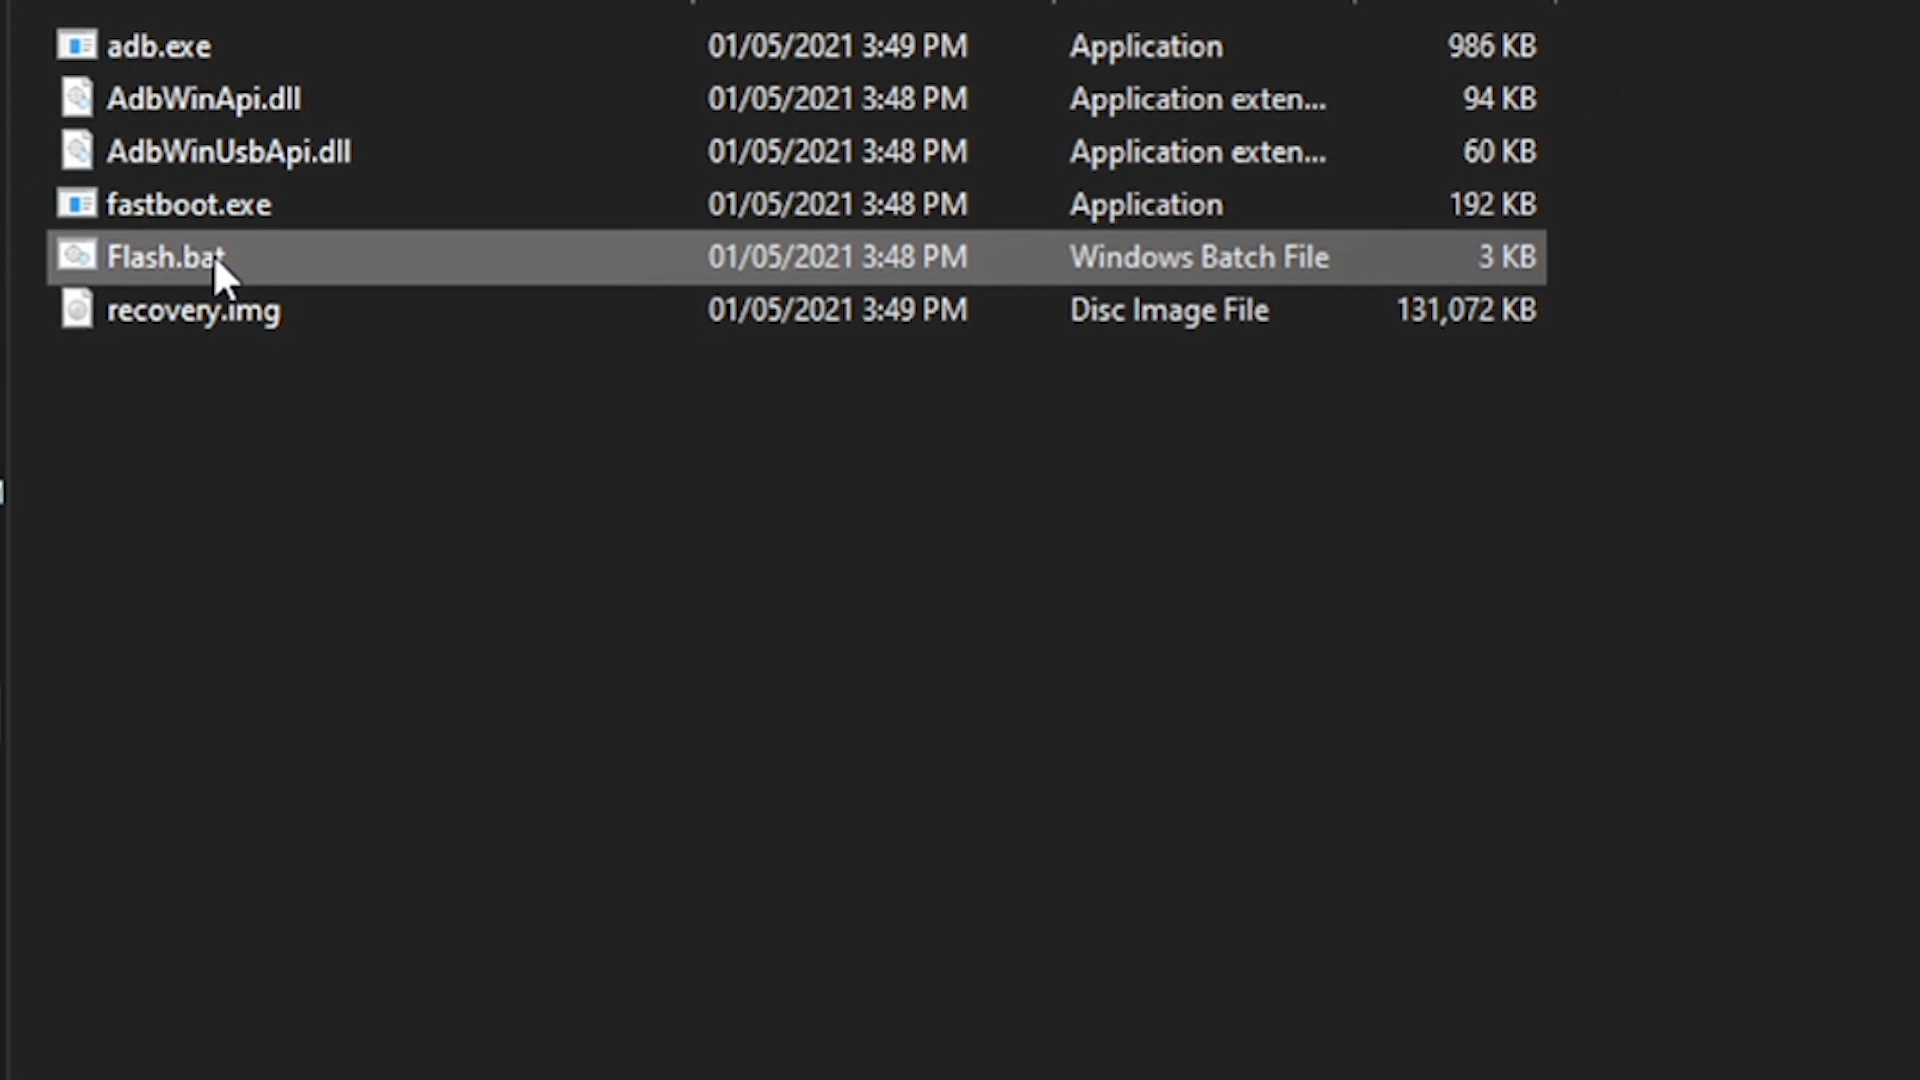 adb.exe 01/05/2021 3:49 PM Application 986 KB
AdbWinApi.dll 01/05/2021 3:48 PM Application exten... 94 KB
AdbWinUsbApi.dll 01/05/2021 3:48 PM Application exten... 60 KB
fastboot.exe 01/05/2021 3:48 PM Application 192 KB
Flash.bat 01/05/2021 3:48 PM Windows Batch File 3 KB
recovery.img 01/05/2021 3:49 PM Disc Image File 131,072 KB